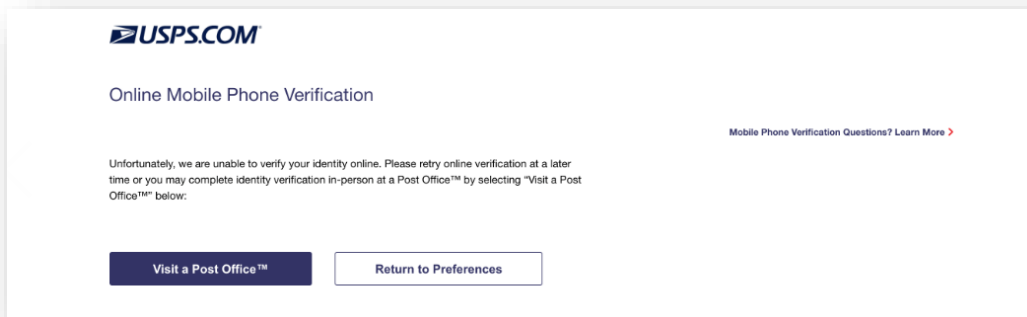 USPS.COM®
Online Mobile Phone Verification
Mobile Phone Verification Questions? Learn More >
Unfortunately, we are unable to verify your identity online. Please retry online verification at a later
time or you may complete identity verification in-person at a Post Office™ by selecting “Visit a Post
Office™” below:
Visit a Post Office™
Return to Preferences